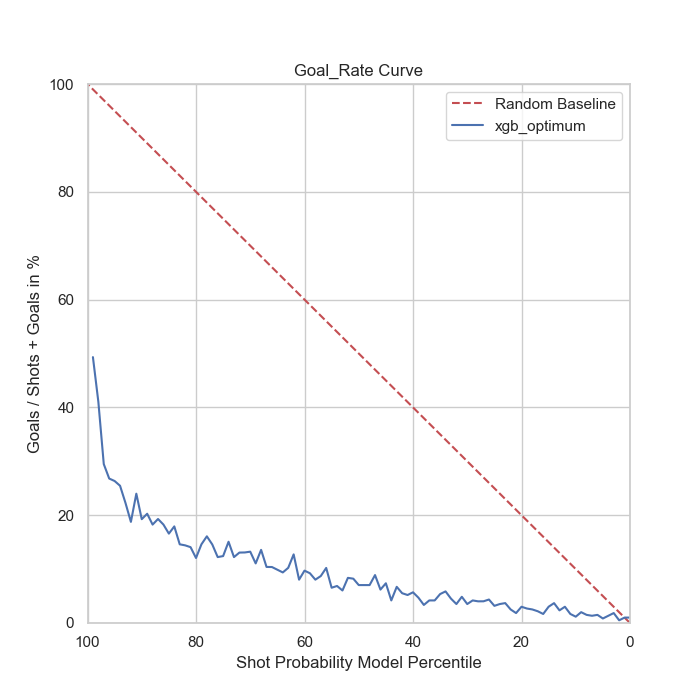 Goal_Rate Curve
Random Baseline
xgb_optimum
Goals / Shots + Goals in %
100
80
60
40
20
0
100 80 60 40 20 0
Shot Probability Model Percentile